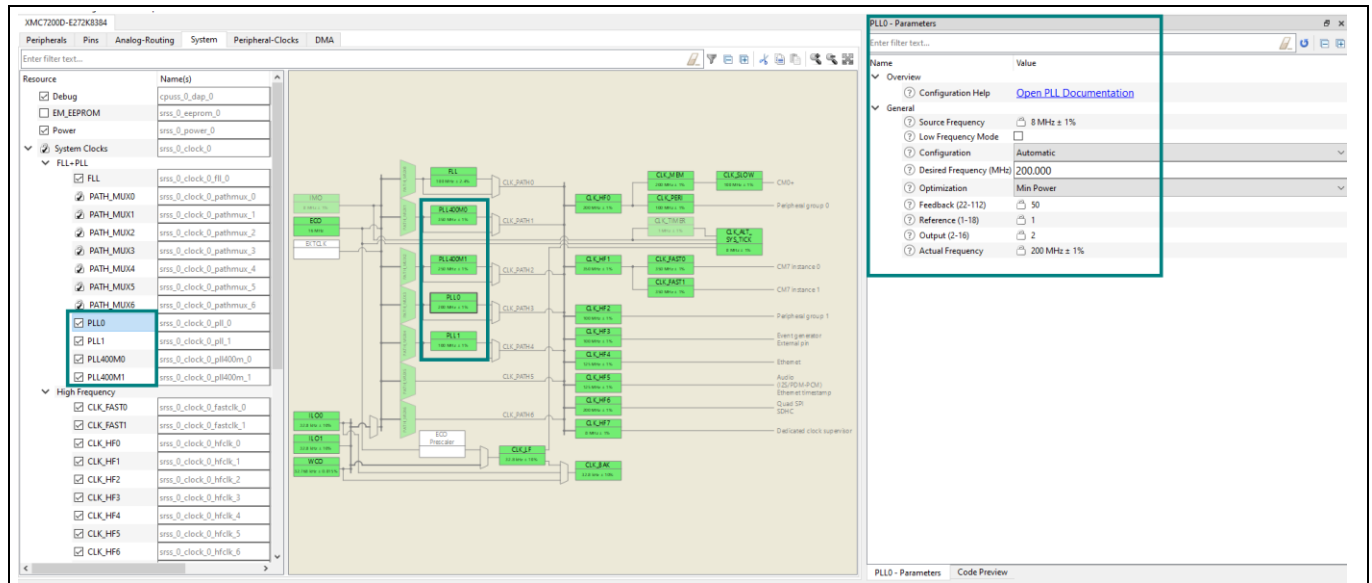 XMC7200D-E272K8384
Peripherals Pins Analog-Routing System Peripheral-Clocks DMA
Enter filter text...
Resource Name(s)
Debug cpuss_0_dap_0
EM_EEPROM srss_0_eeprom_0
Power srss_0_power_0
System Clocks srss_0_clock_0
FLL+PLL
FLL srss_0_clock_0_fll_0
PATH_MUX0 srss_0_clock_0_pathmux_0
PATH_MUX1 srss_0_clock_0_pathmux_1
PATH_MUX2 srss_0_clock_0_pathmux_2
PATH_MUX3 srss_0_clock_0_pathmux_3
PATH_MUX4 srss_0_clock_0_pathmux_4
PATH_MUX5 srss_0_clock_0_pathmux_5
PATH_MUX6 srss_0_clock_0_pathmux_6
PLL0 srss_0_clock_0_pll_0
PLL1 srss_0_clock_0_pll_1
PLL400M0 srss_0_clock_0_pll400m_0
PLL400M1 srss_0_clock_0_pll400m_1
High Frequency
CLK_FAST0 srss_0_clock_0_fastclk_0
CLK_FAST1 srss_0_clock_0_fastclk_1
CLK_HF0 srss_0_clock_0_hfclk_0
CLK_HF1 srss_0_clock_0_hfclk_1
CLK_HF2 srss_0_clock_0_hfclk_2
CLK_HF3 srss_0_clock_0_hfclk_3
CLK_HF4 srss_0_clock_0_hfclk_4
CLK_HF5 srss_0_clock_0_hfclk_5
CLK_HF6 srss_0_clock_0_hfclk_6
IMO
ECO
EXTCLK
FLL
PLL400M0
PLL400M1
PLL0
PLL1
CLK_PATH0
CLK_PATH1
CLK_PATH2
CLK_PATH3
CLK_PATH4
CLK_PATH5
CLK_PATH6
ILO0
ILO1
WCO
ECO
Prescaler
CLK_LF
CLK_BAK
CLK_MEM
CLK_SLOW
CM0+
CLK_HF0
CLK_PERI
Peripheral group 0
CLK_TIMER
CLK_ALT_
SYS_TICK
CLK_HF1
CLK_FAST0
CM7 instance 0
CLK_FAST1
CM7 instance 1
CLK_HF2
Peripheral group 1
CLK_HF3
Event generator
External pin
CLK_HF4
Ethernet
CLK_HF5
Audio
(I2S/PDM-PCM)
Ethernet timestamp
CLK_HF6
Quad SPI
SDHC
CLK_HF7
Dedicated clock supervisor
PLL0 - Parameters
Enter filter text...
Name Value
Overview
Configuration Help Open PLL Documentation
General
Source Frequency 8 MHz ± 1%
Low Frequency Mode
Configuration Automatic
Desired Frequency (MHz) 200.000
Optimization Min Power
Feedback (22-112) 50
Reference (1-18) 1
Output (2-16) 2
Actual Frequency 200 MHz ± 1%
PLL0 - Parameters Code Preview